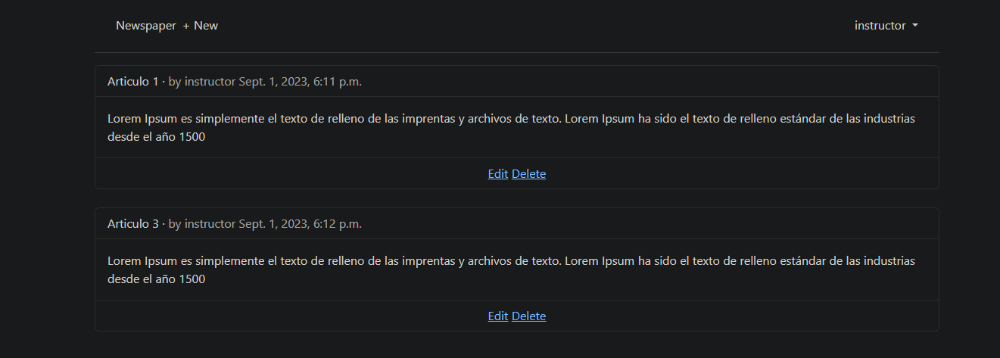 Newspaper + New
instructor
Articulo 1 · by instructor Sept. 1, 2023, 6:11 p.m.
Lorem Ipsum es simplemente el texto de relleno de las imprentas y archivos de texto. Lorem Ipsum ha sido el texto de relleno estándar de las industrias
desde el año 1500
Edit Delete
Articulo 3 · by instructor Sept. 1, 2023, 6:12 p.m.
Lorem Ipsum es simplemente el texto de relleno de las imprentas y archivos de texto. Lorem Ipsum ha sido el texto de relleno estándar de las industrias
desde el año 1500
Edit Delete